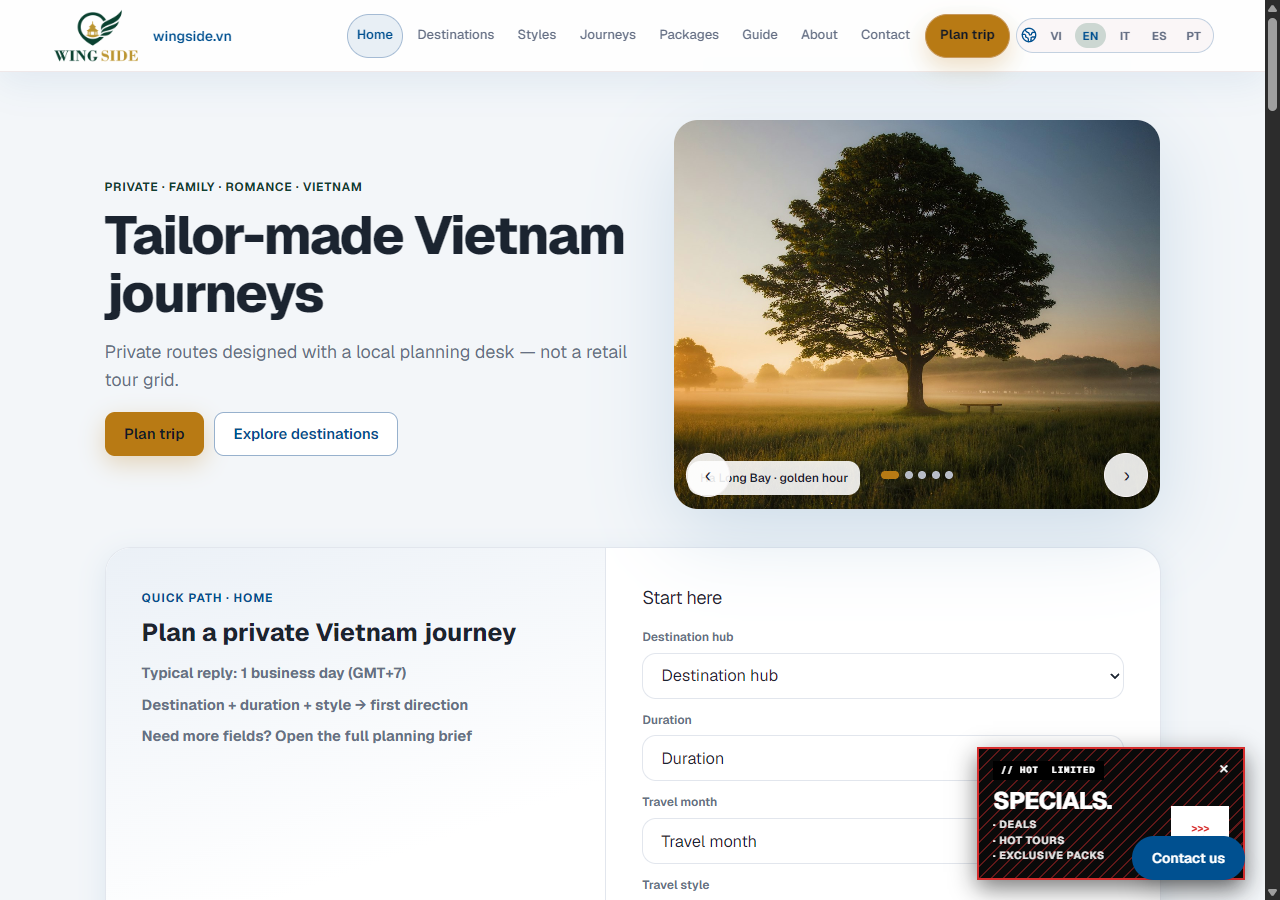 WING SIDE
wingside.vn
Home
Destinations
Styles
Journeys
Packages
Guide
About
Contact
Plan trip
VI
EN
IT
ES
PT
PRIVATE · FAMILY · ROMANCE · VIETNAM
Tailor-made Vietnam
journeys
Private routes designed with a local planning desk — not a retail
tour grid.
Plan trip
Explore destinations
‹
Long Bay · golden hour
›
QUICK PATH · HOME
Plan a private Vietnam journey
Typical reply: 1 business day (GMT+7)
Destination + duration + style → first direction
Need more fields? Open the full planning brief
Start here
Destination hub
Destination hub
Duration
Duration
Travel month
Travel month
Travel style
// HOT LIMITED
×
SPECIALS.
· DEALS
· HOT TOURS
· EXCLUSIVE PACKS
>>>
Contact us